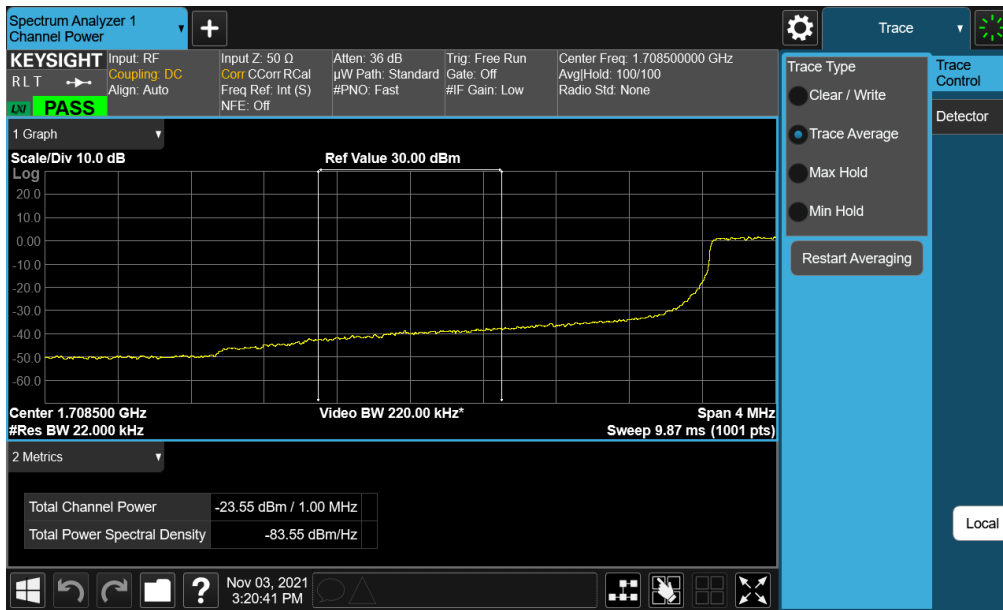 Spectrum Analyzer 1
Channel Power
+
Trace
KEYSIGHT
RLT
LXI
PASS
Input: RF
Coupling: DC
Align: Auto
Input Z: 50 Ω
Corr CCorr RCal
Freq Ref: Int (S)
NFE: Off
Atten: 36 dB
µW Path: Standard
#PNO: Fast
Trig: Free Run
Gate: Off
#IF Gain: Low
Center Freq: 1.708500000 GHz
Avg|Hold: 100/100
Radio Std: None
Trace Type
Clear / Write
Trace Average
Max Hold
Min Hold
Restart Averaging
Trace
Control
Detector
Local
1 Graph
Scale/Div 10.0 dB
Ref Value 30.00 dBm
Log
20.0
10.0
0.00
-10.0
-20.0
-30.0
-40.0
-50.0
-60.0
Center 1.708500 GHz
Video BW 220.00 kHz*
Span 4 MHz
#Res BW 22.000 kHz
Sweep 9.87 ms (1001 pts)
2 Metrics
Total Channel Power -23.55 dBm / 1.00 MHz
Total Power Spectral Density -83.55 dBm/Hz
?
Nov 03, 2021
3:20:41 PM